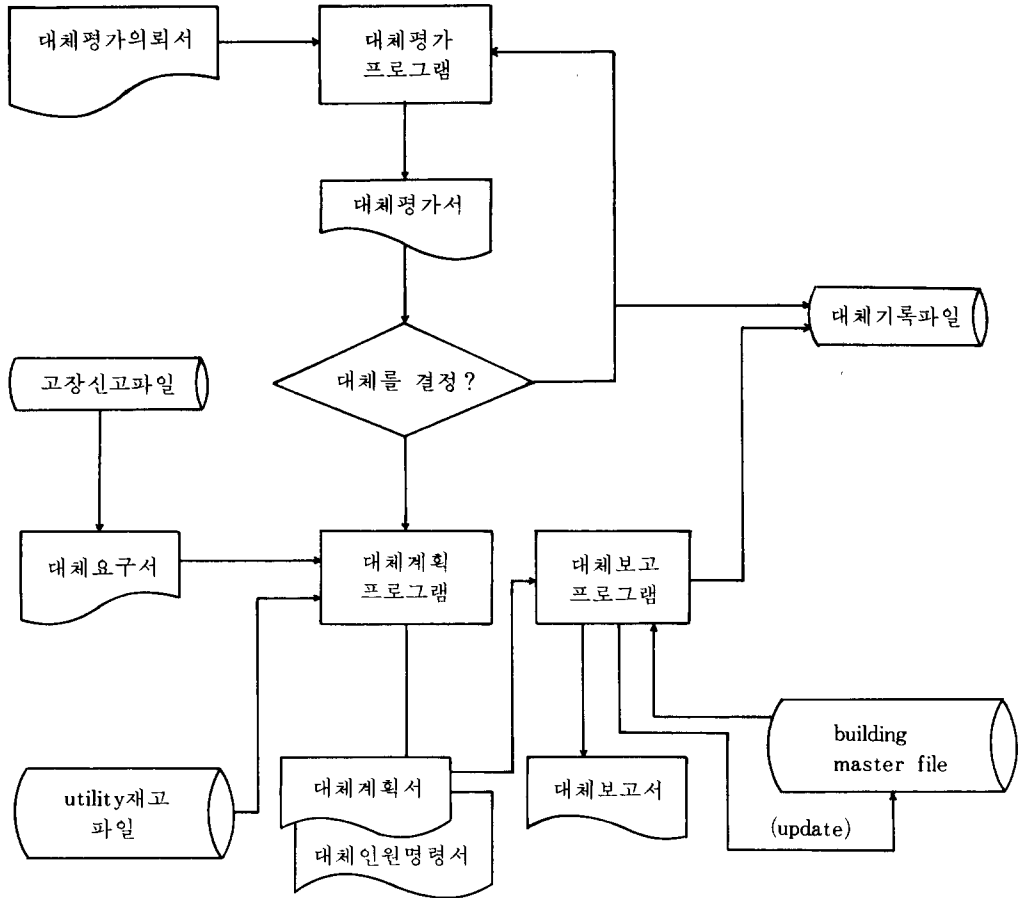 대체평가의뢰서
대체평가
프로그램
대체평가서
대체기록파일
고장신고파일
대체를 결정?
대체요구서
대체계획
프로그램
대체보고
프로그램
building
master file
utility재고
파일
대체계획서
대체보고서
(update)
대체인원명령서